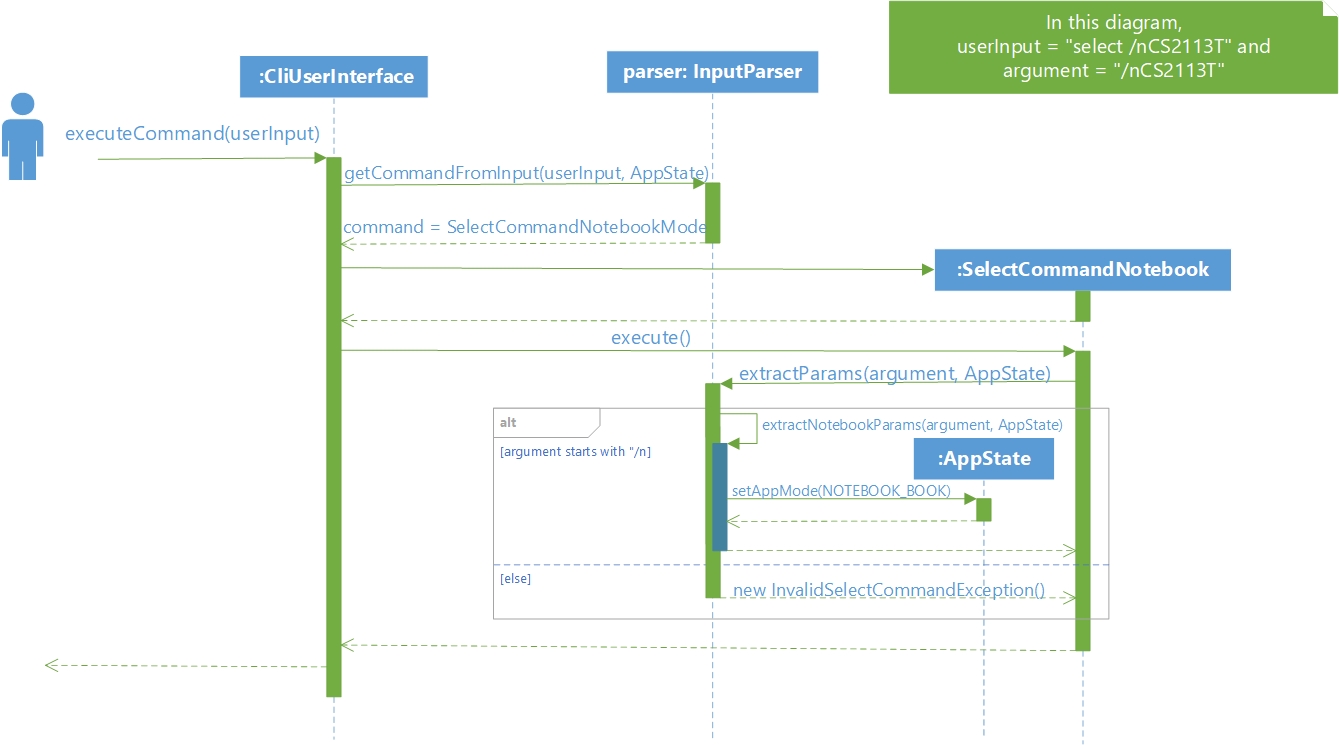 In this diagram,
userInput = "select /nCS2113T" and
argument = "/nCS2113T"
:CliUserInterface
parser: InputParser
executeCommand(userInput)
getCommandFromInput(userInput, AppState)
command = SelectCommandNotebookMode
:SelectCommandNotebook
execute()
extractParams(argument, AppState)
alt
extractNotebookParams(argument, AppState)
[argument starts with "/n]
:AppState
setAppMode(NOTEBOOK_BOOK)
[else]
new InvalidSelectCommandException()